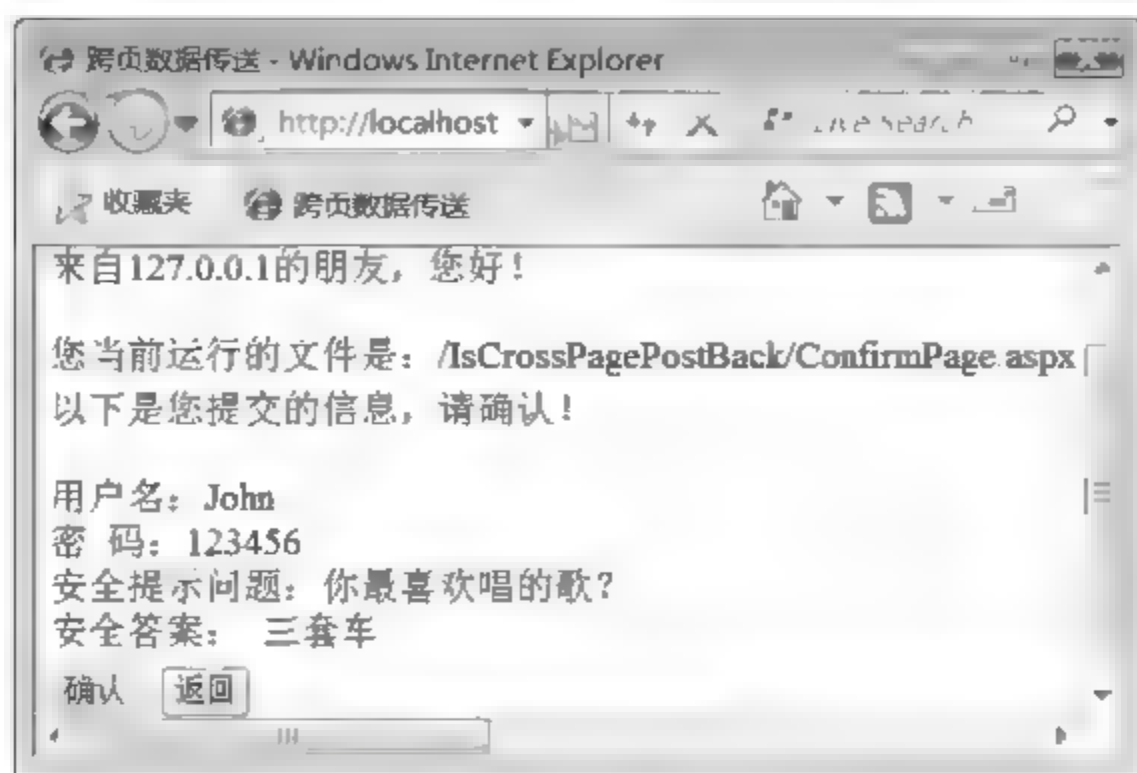 跨页数据传送 - Windows Internet Explorer
http://localhost Live Search
收藏夹 跨页数据传送
来自127.0.0.1的朋友，您好！
您当前运行的文件是：/IsCrossPagePostBack/ConfirmPage.aspx
以下是您提交的信息，请确认！
用户名：John
密 码：123456
安全提示问题：你最喜欢唱的歌？
安全答案： 三套车
确认 返回